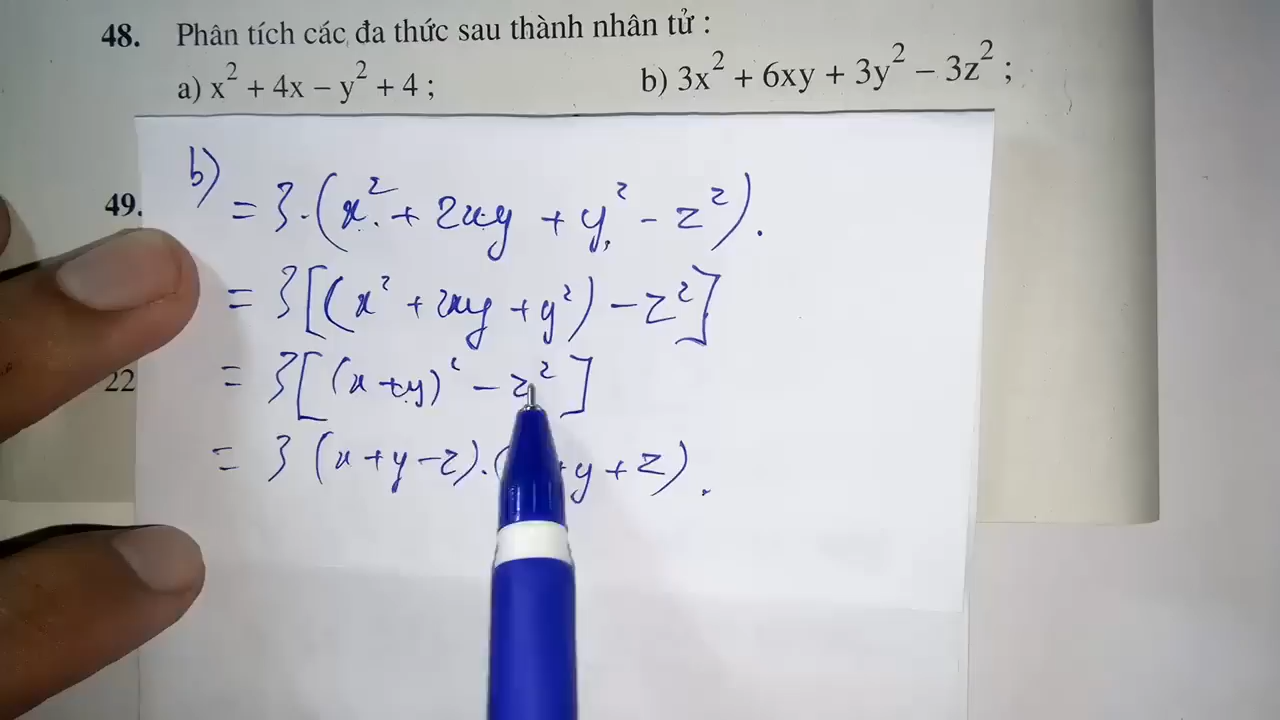 48. Phân tích các đa thức sau thành nhân tử :
a) x² + 4x − y² + 4 ; b) 3x² + 6xy + 3y² − 3z² ;
b) = 3.(x² + 2xy + y² − z²).
49.
= 3[(x² + 2xy + y²) − z²]
22
= 3[(x + y)² − z²]
= 3 (x + y − z).( + y + z).